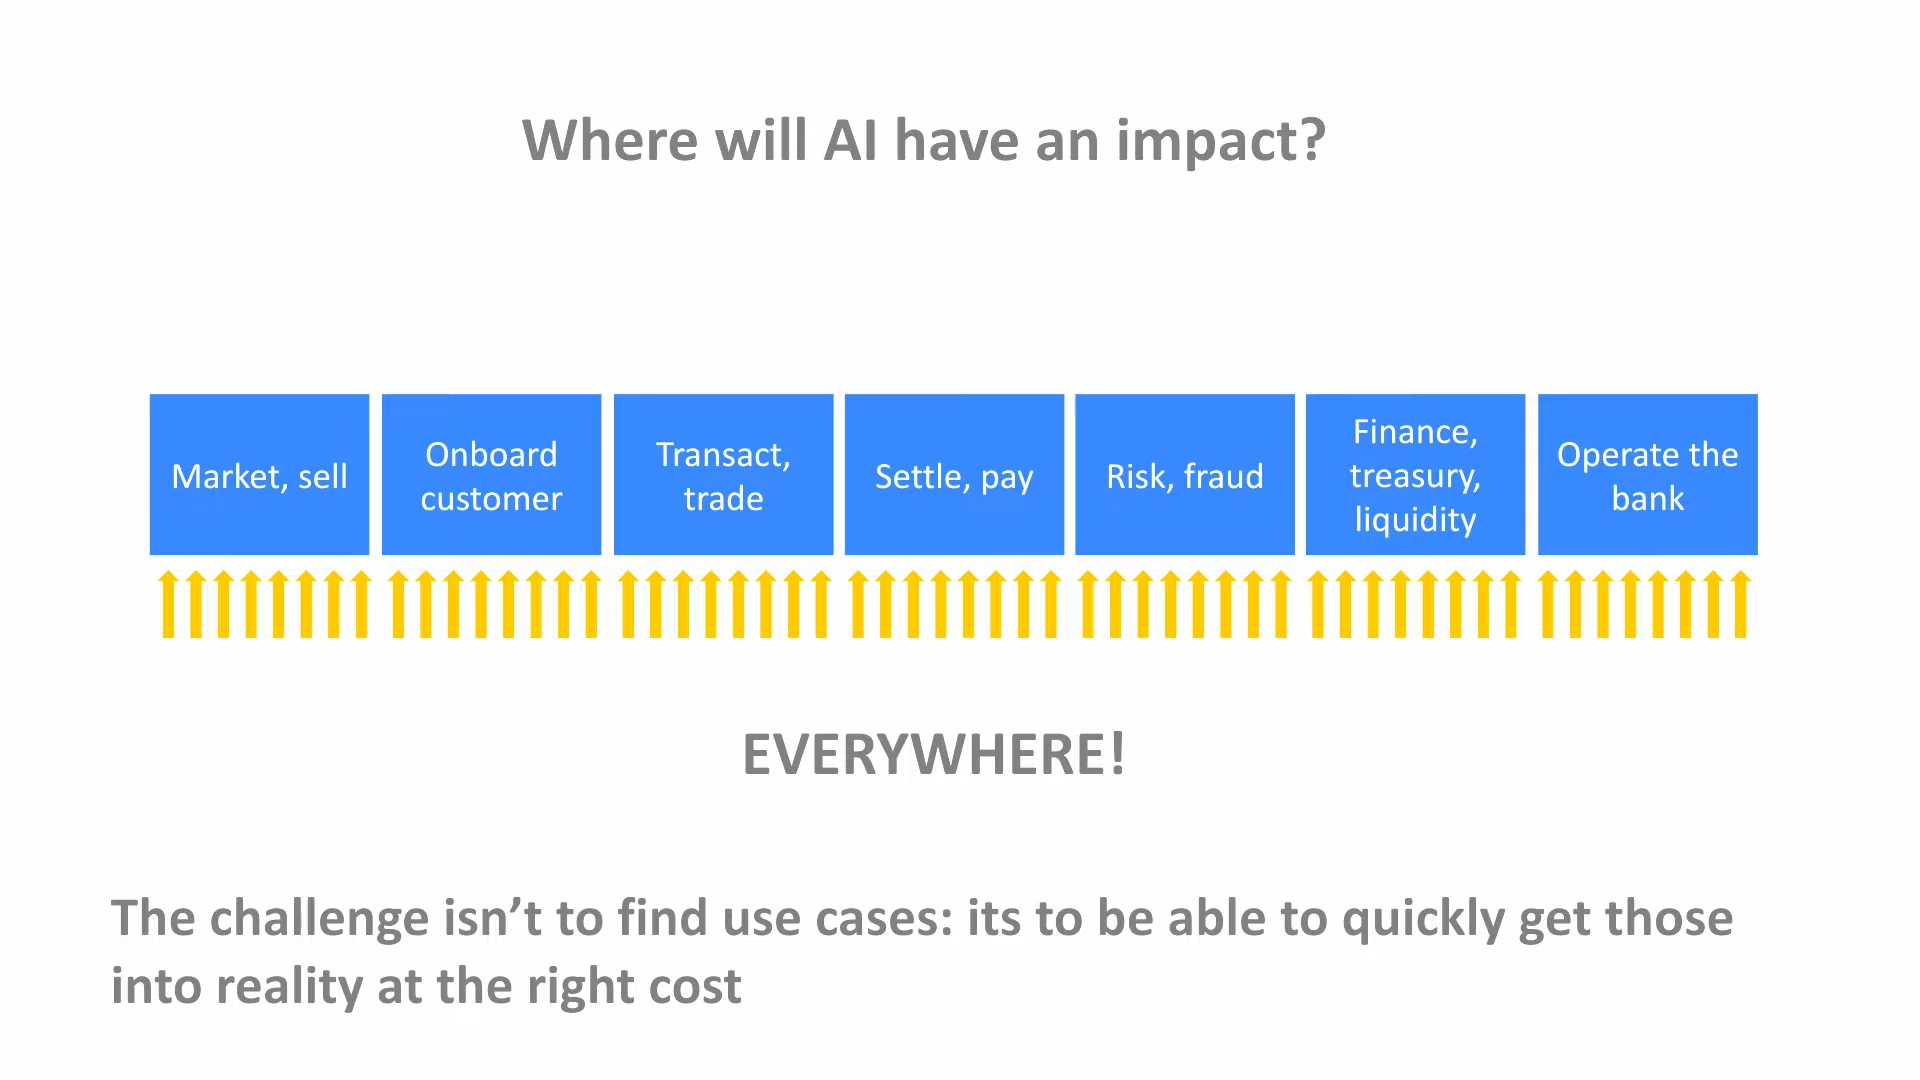 Where will AI have an impact?
Market, sell
Onboard
customer
Transact,
trade
Settle, pay
Risk, fraud
Finance,
treasury,
liquidity
Operate the
bank
EVERYWHERE!
The challenge isn’t to find use cases: its to be able to quickly get those
into reality at the right cost